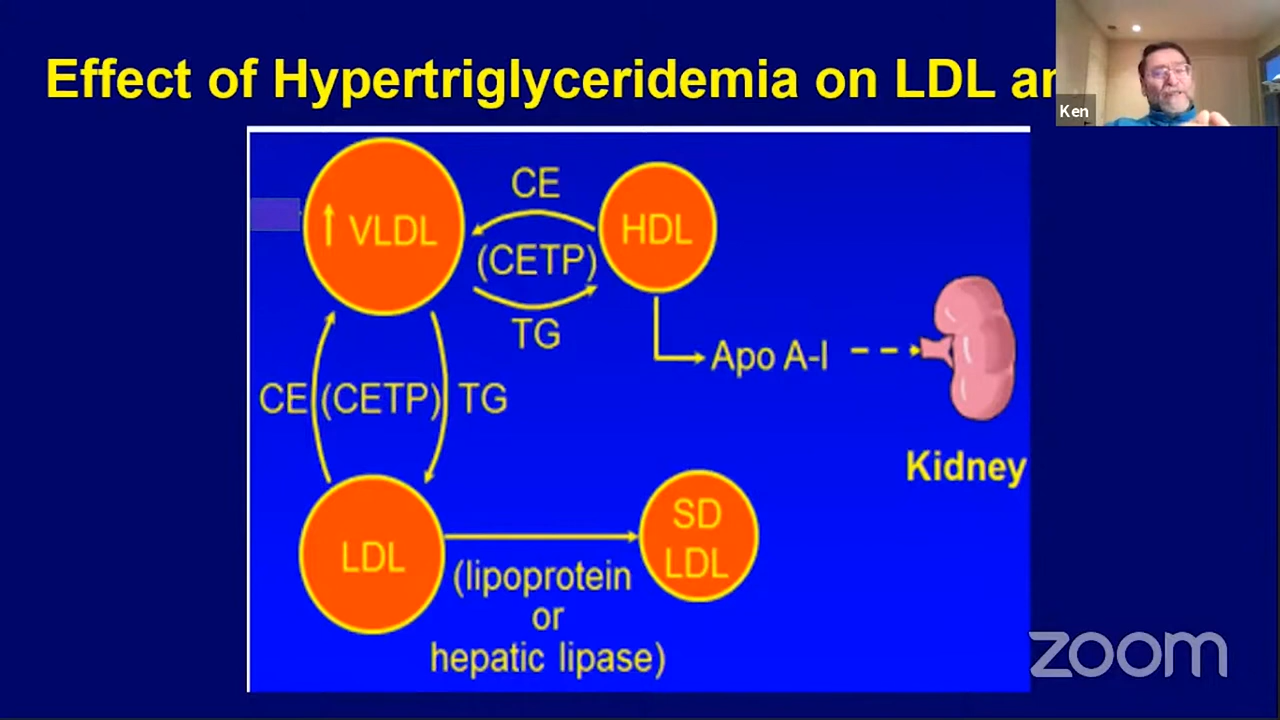 Effect of Hypertriglyceridemia on LDL an
Ken
CE
↑ VLDL
(CETP)
HDL
TG
Apo A-I
CE (CETP) TG
Kidney
LDL
SD
LDL
(lipoprotein
or
hepatic lipase)
zoom